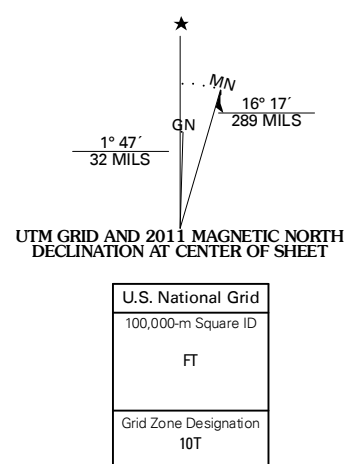 ★
MN
GN
16° 17´
289 MILS
1° 47´
32 MILS
UTM GRID AND 2011 MAGNETIC NORTH
DECLINATION AT CENTER OF SHEET
U.S. National Grid
100,000-m Square ID
FT
Grid Zone Designation
10T